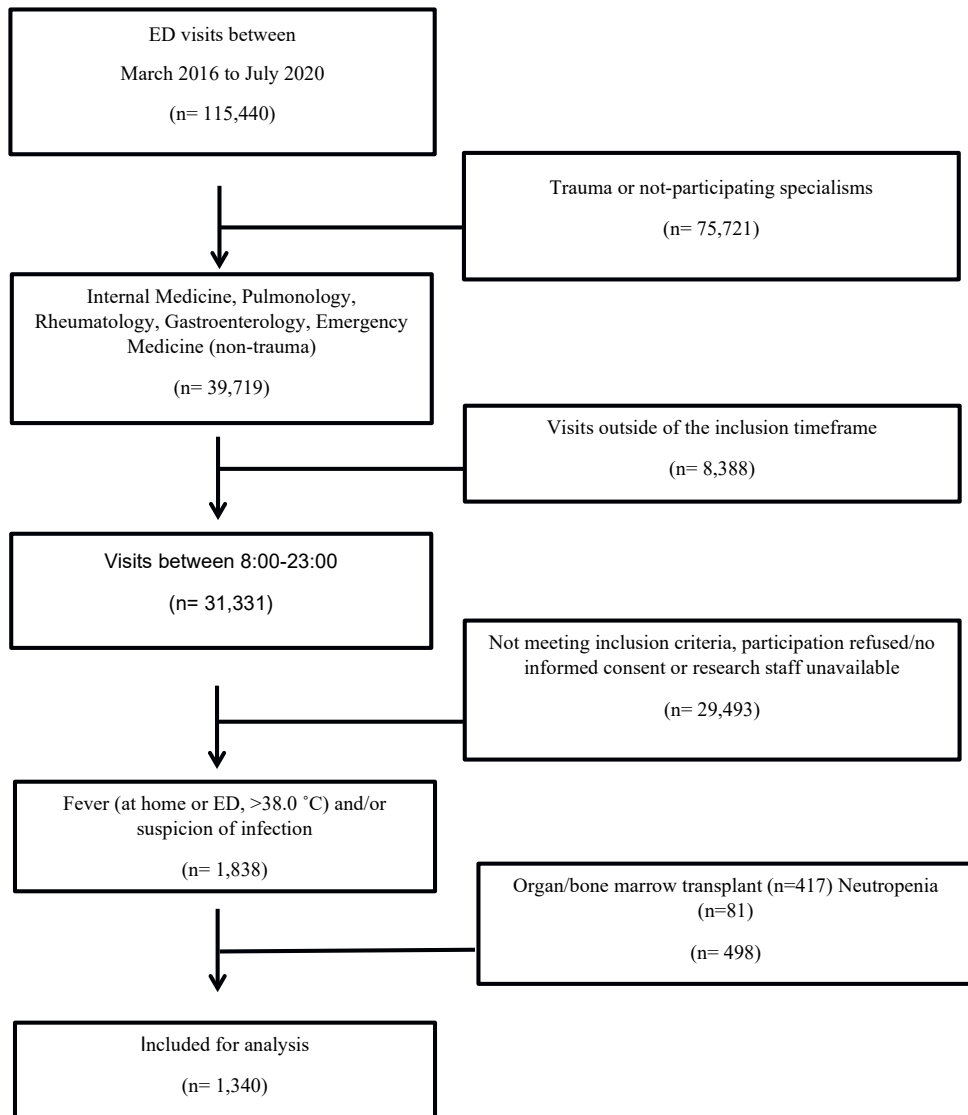 ED visits between
March 2016 to July 2020
(n= 115,440)
Trauma or not-participating specialisms
(n= 75,721)
Internal Medicine, Pulmonology,
Rheumatology, Gastroenterology, Emergency
Medicine (non-trauma)
(n= 39,719)
Visits outside of the inclusion timeframe
(n= 8,388)
Visits between 8:00-23:00
(n= 31,331)
Not meeting inclusion criteria, participation refused/no
informed consent or research staff unavailable
(n= 29,493)
Fever (at home or ED, >38.0 ˚C) and/or
suspicion of infection
(n= 1,838)
Organ/bone marrow transplant (n=417) Neutropenia
(n=81)
(n= 498)
Included for analysis
(n= 1,340)